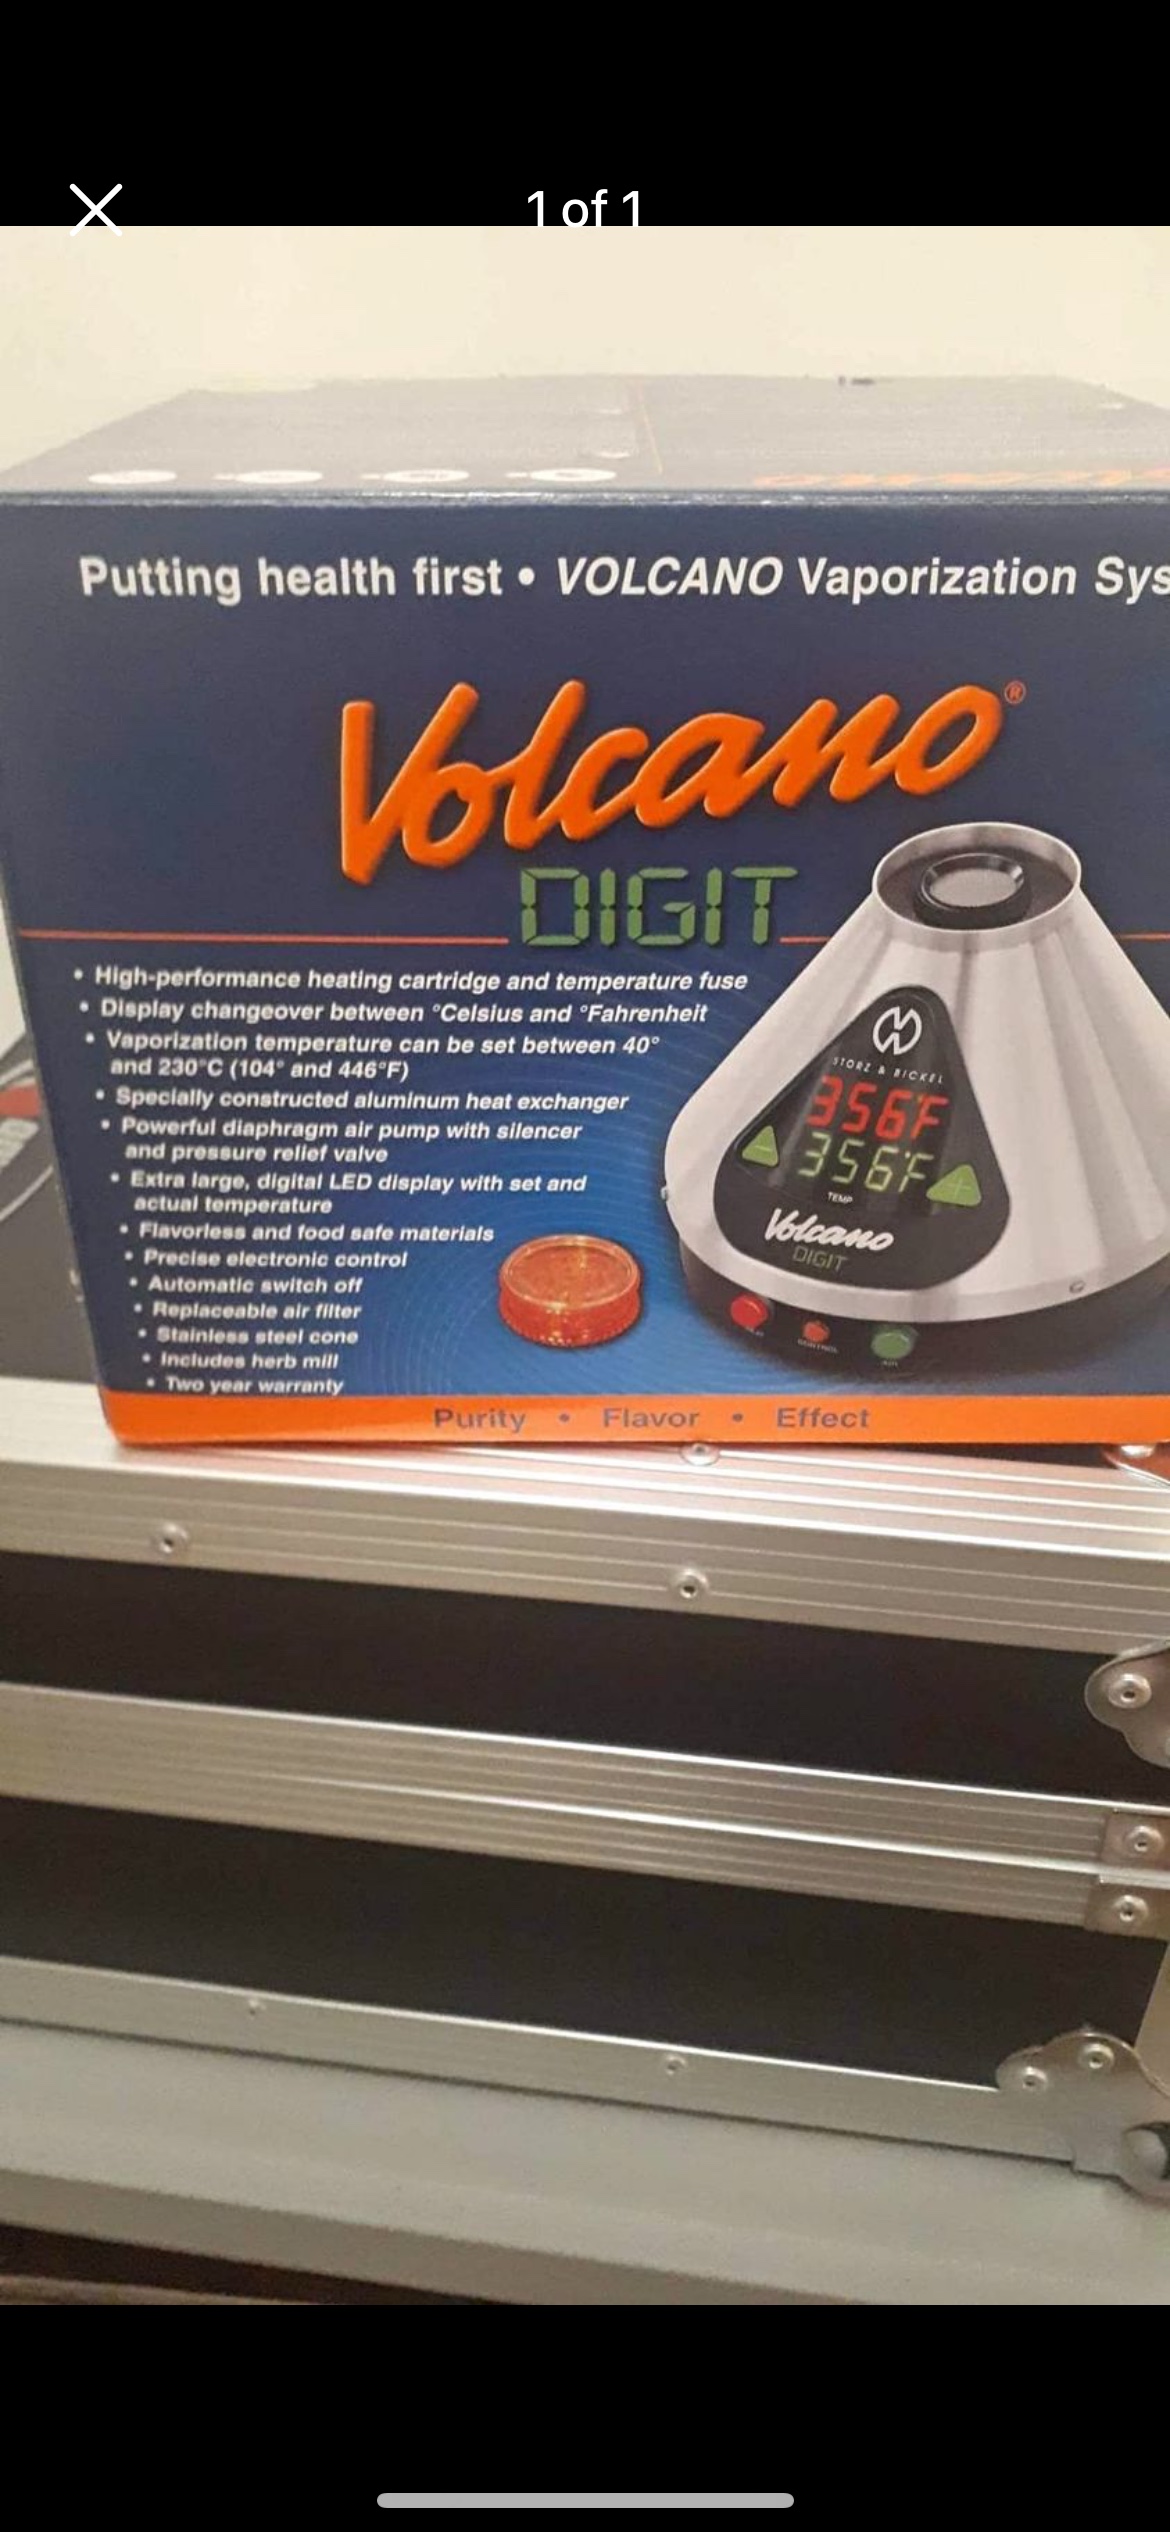 1 of 1
Putting health first • VOLCANO Vaporization Sys
Volcano®
DIGIT
• High-performance heating cartridge and temperature fuse
• Display changeover between °Celsius and °Fahrenheit
• Vaporization temperature can be set between 40°
and 230°C (104° and 446°F)
• Specially constructed aluminum heat exchanger
• Powerful diaphragm air pump with silencer
and pressure relief valve
• Extra large, digital LED display with set and
actual temperature
• Flavorless and food safe materials
• Precise electronic control
• Automatic switch off
• Replaceable air filter
• Stainless steel cone
• Includes herb mill
• Two year warranty
STORZ & BICKEL
356°F
356°F
TEMP
Volcano
DIGIT
CONTROL
AIR
Purity • Flavor • Effect